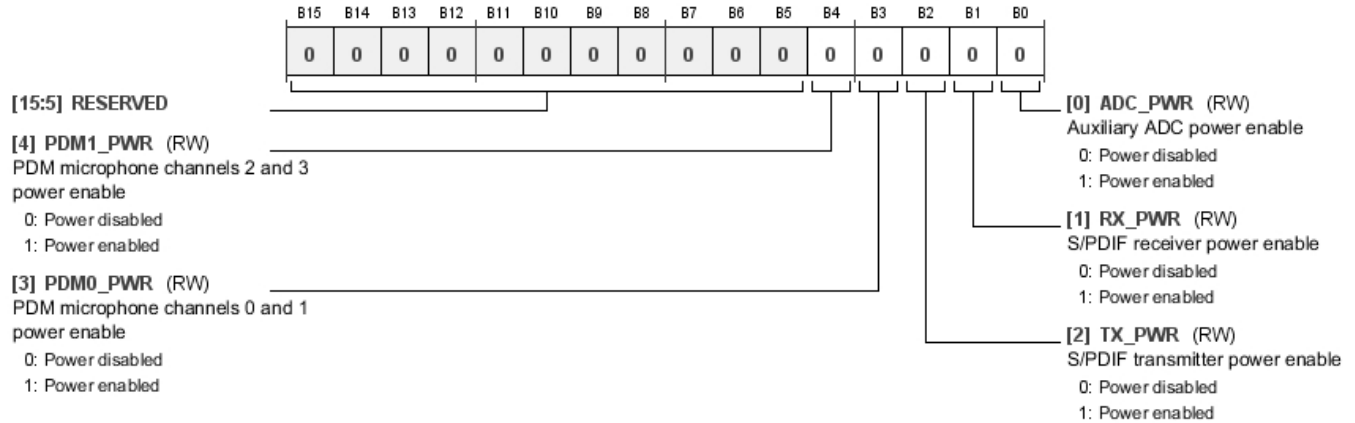 B15 B14 B13 B12 B11 B10 B9 B8 B7 B6 B5 B4 B3 B2 B1 B0
0 0 0 0 0 0 0 0 0 0 0 0 0 0 0 0
[15:5] RESERVED
[4] PDM1_PWR (RW)
PDM microphone channels 2 and 3
power enable
0: Power disabled
1: Power enabled
[3] PDM0_PWR (RW)
PDM microphone channels 0 and 1
power enable
0: Power disabled
1: Power enabled
[0] ADC_PWR (RW)
Auxiliary ADC power enable
0: Power disabled
1: Power enabled
[1] RX_PWR (RW)
S/PDIF receiver power enable
0: Power disabled
1: Power enabled
[2] TX_PWR (RW)
S/PDIF transmitter power enable
0: Power disabled
1: Power enabled